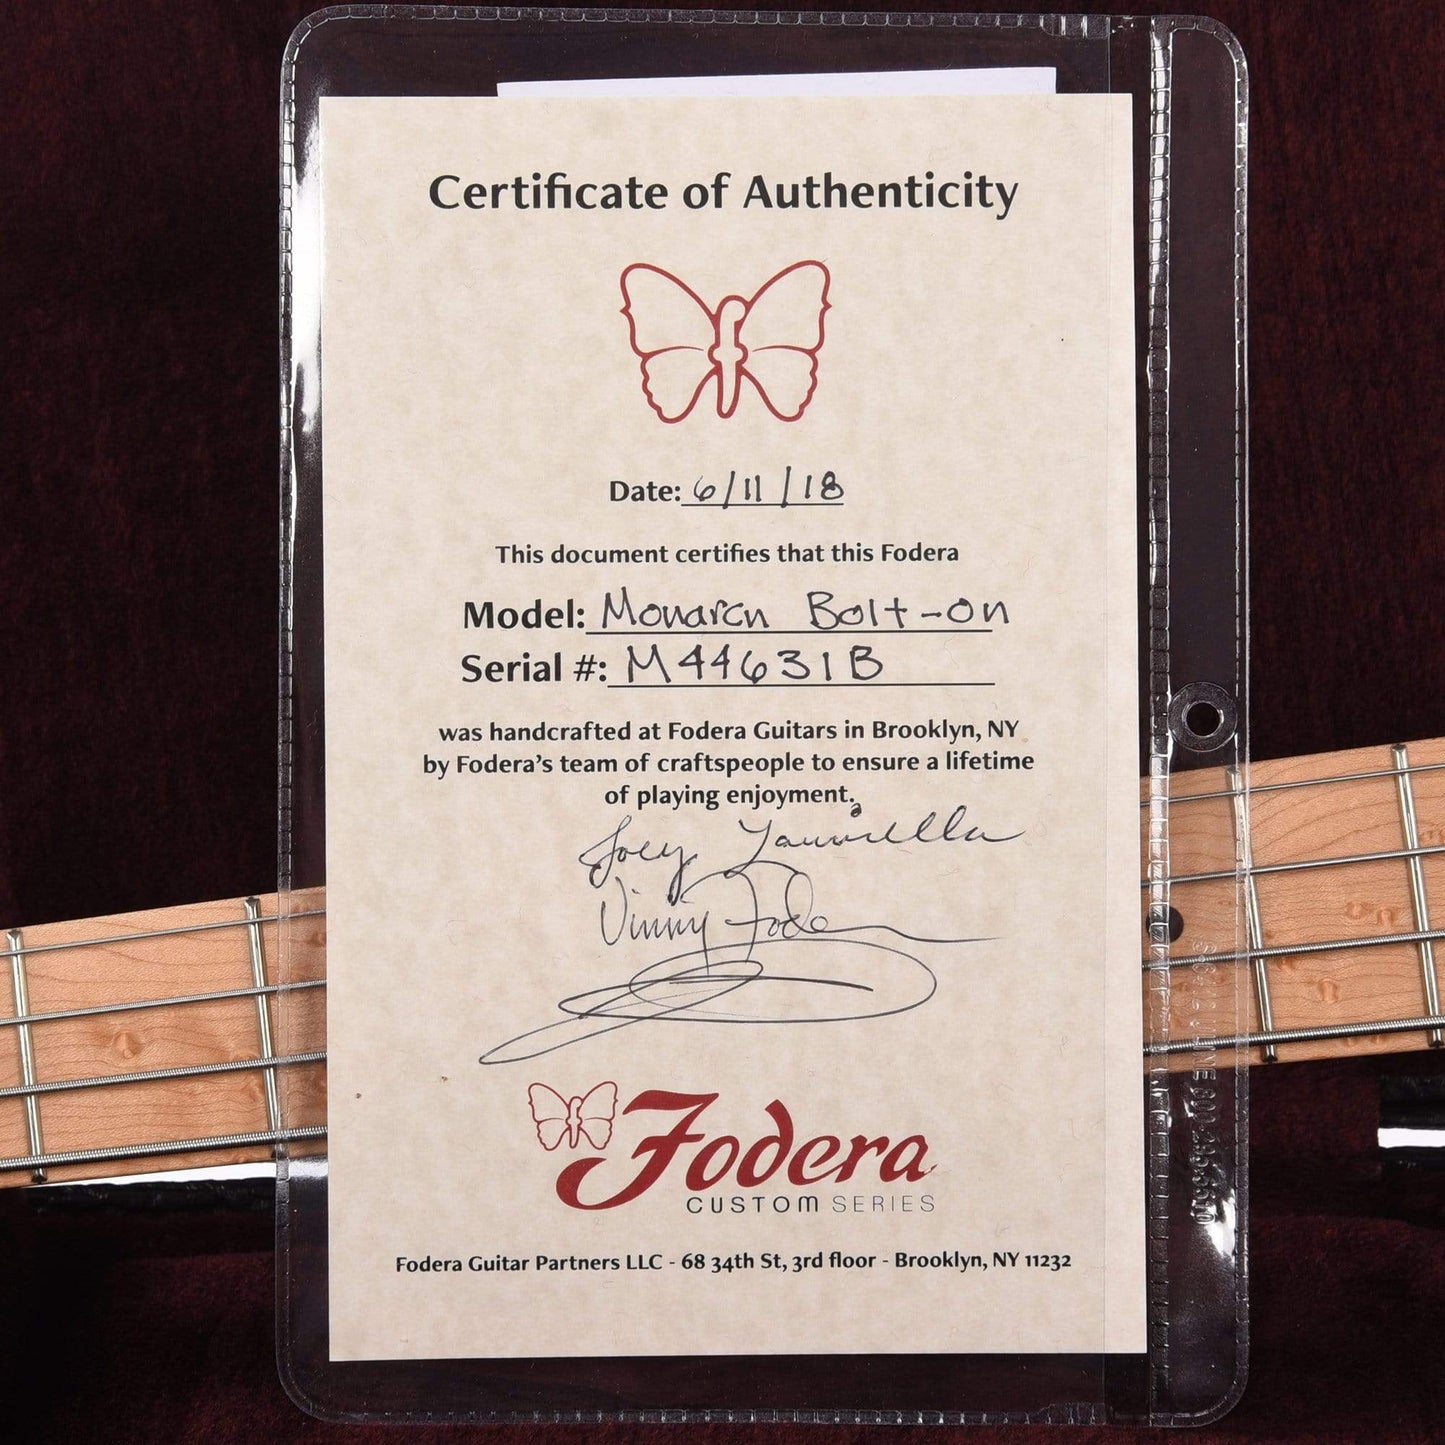 Certificate of Authenticity
Date: 6/11/18
This document certifies that this Fodera
Model: Monarch Bolt-on
Serial #: M44631B
was handcrafted at Fodera Guitars in Brooklyn, NY
by Fodera's team of craftspeople to ensure a lifetime
of playing enjoyment.
Joey Lauricella
Vinny Fodera
Fodera
CUSTOM SERIES
Fodera Guitar Partners LLC - 68 34th St, 3rd floor - Brooklyn, NY 11232